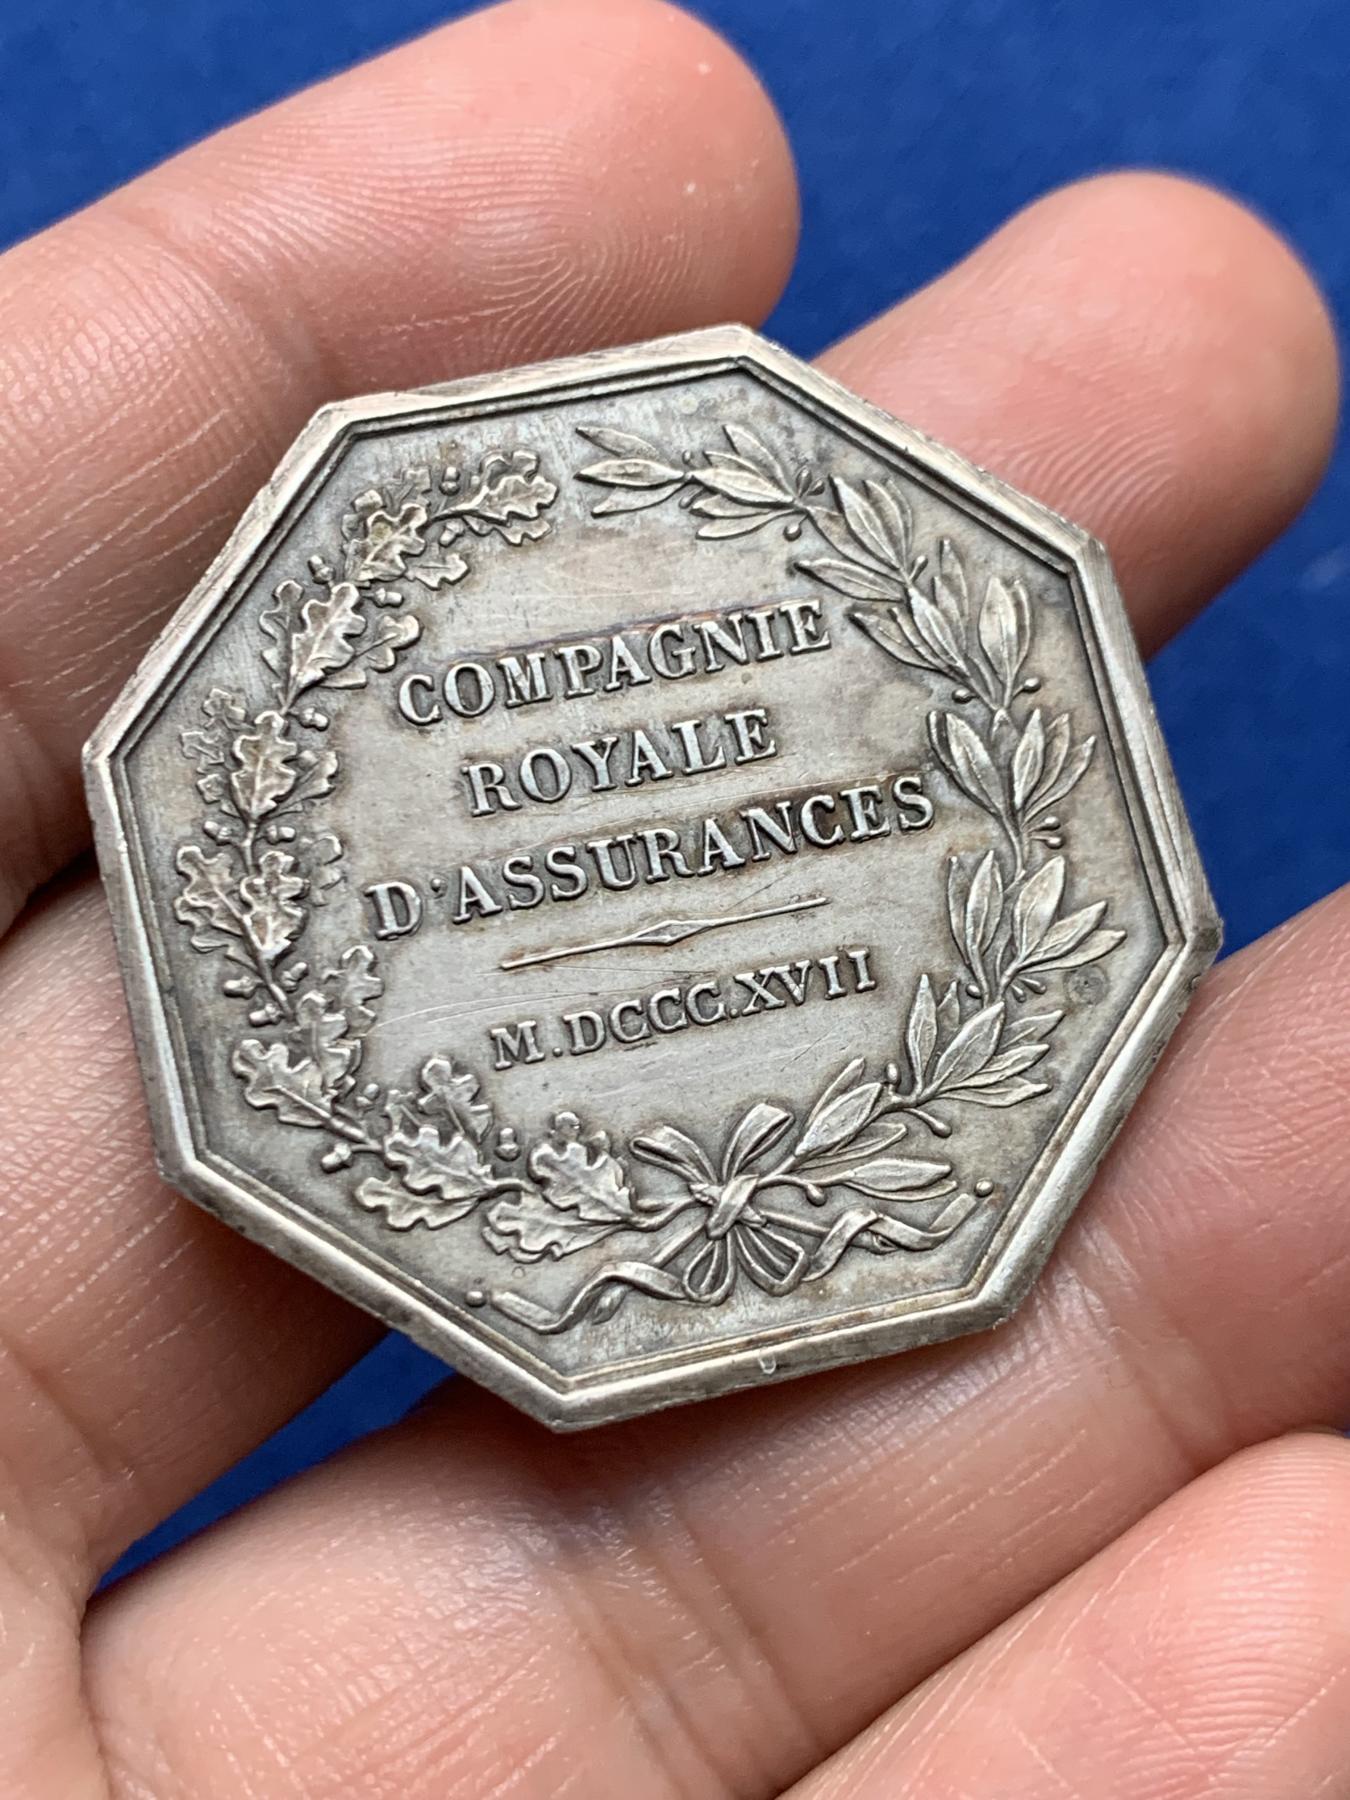 COMPAGNIE
ROYALE
D'ASSURANCES
M.DCCC.XVII